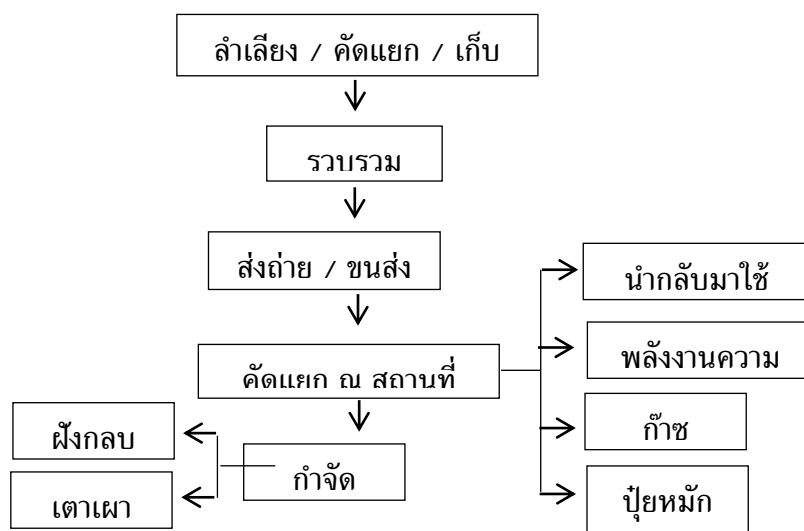 ลำเลียง / คัดแยก / เก็บ
รวบรวม
ส่งถ่าย / ขนส่ง
คัดแยก ณ สถานที่
นำกลับมาใช้
พลังงานความ
ก๊าซ
ปุ๋ยหมัก
กำจัด
ฝังกลบ
เตาเผา